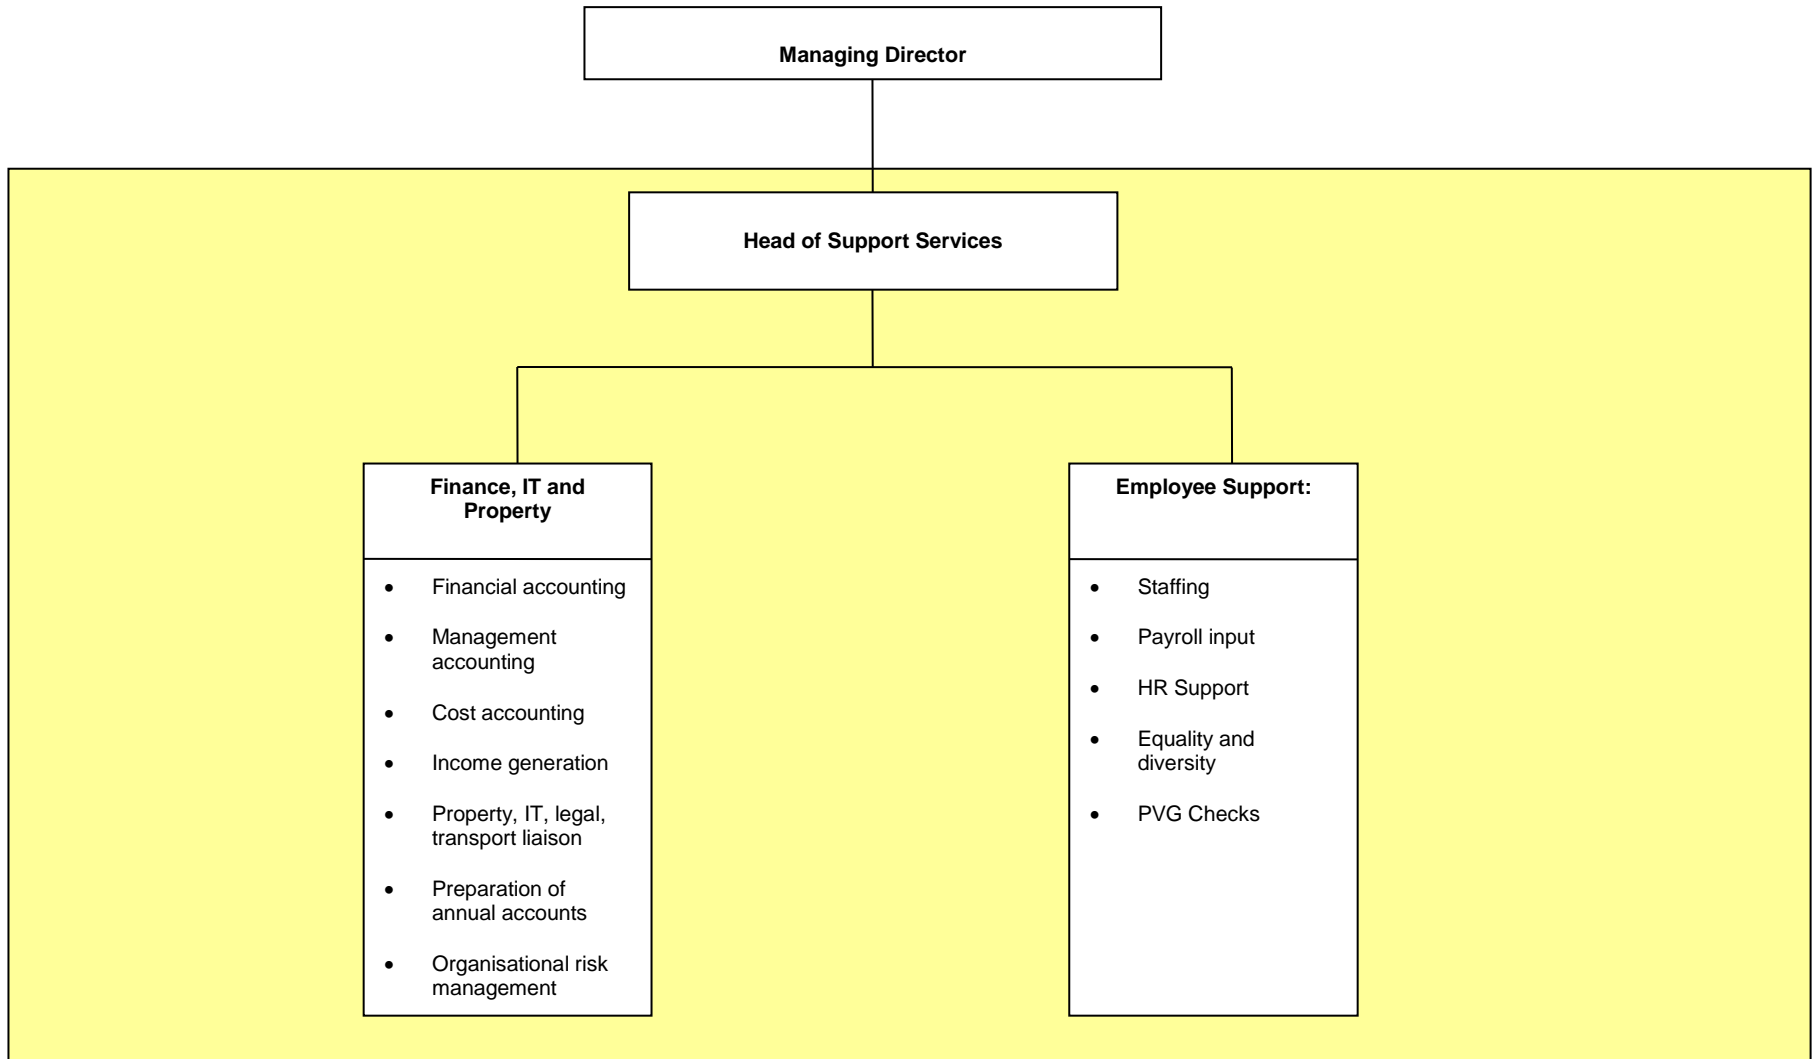 Managing Director
Head of Support Services
Finance, IT and
Property
• Financial accounting
• Management
accounting
• Cost accounting
• Income generation
• Property, IT, legal,
transport liaison
• Preparation of
annual accounts
• Organisational risk
management
Employee Support:
• Staffing
• Payroll input
• HR Support
• Equality and
diversity
• PVG Checks